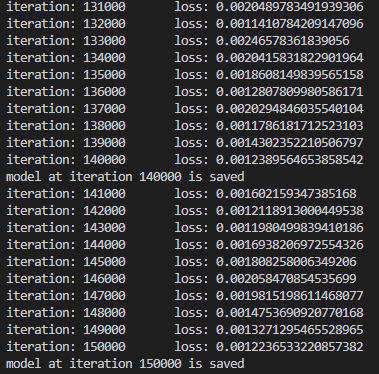 iteration: 131000 loss: 0.0020489783491939306
iteration: 132000 loss: 0.0011410784209147096
iteration: 133000 loss: 0.00246578361839056
iteration: 134000 loss: 0.0020415831822901964
iteration: 135000 loss: 0.0018608149839565158
iteration: 136000 loss: 0.0012807809980586171
iteration: 137000 loss: 0.0020294846035540104
iteration: 138000 loss: 0.0011786181712523103
iteration: 139000 loss: 0.0014302352210506797
iteration: 140000 loss: 0.0012389564653858542
model at iteration 140000 is saved
iteration: 141000 loss: 0.001602159347385168
iteration: 142000 loss: 0.0012118913000449538
iteration: 143000 loss: 0.0011980499839410186
iteration: 144000 loss: 0.0016938206972554326
iteration: 145000 loss: 0.001808258006349206
iteration: 146000 loss: 0.002058470854535699
iteration: 147000 loss: 0.0019815198611468077
iteration: 148000 loss: 0.0014753690920770168
iteration: 149000 loss: 0.0013271295465528965
iteration: 150000 loss: 0.0012236533220857382
model at iteration 150000 is saved